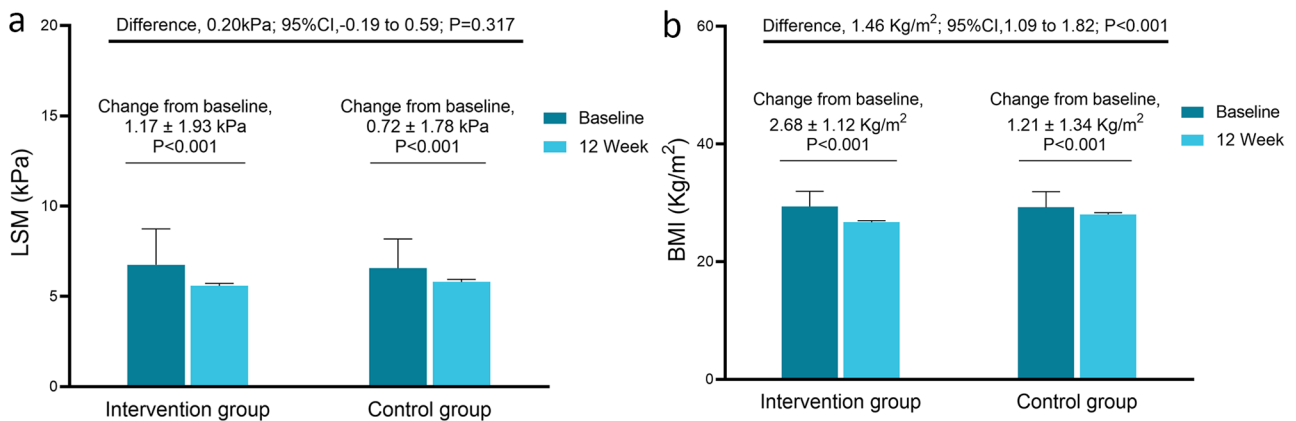 a
Difference, 0.20kPa; 95%CI,-0.19 to 0.59; P=0.317
Change from baseline,
1.17 ± 1.93 kPa
P<0.001
Change from baseline,
0.72 ± 1.78 kPa
P<0.001
Baseline
12 Week
LSM (kPa)
20
15
10
5
0
Intervention group
Control group
b
Difference, 1.46 Kg/m²; 95%CI,1.09 to 1.82; P<0.001
Change from baseline,
2.68 ± 1.12 Kg/m²
P<0.001
Change from baseline,
1.21 ± 1.34 Kg/m²
P<0.001
Baseline
12 Week
BMI (Kg/m²)
60
40
20
0
Intervention group
Control group